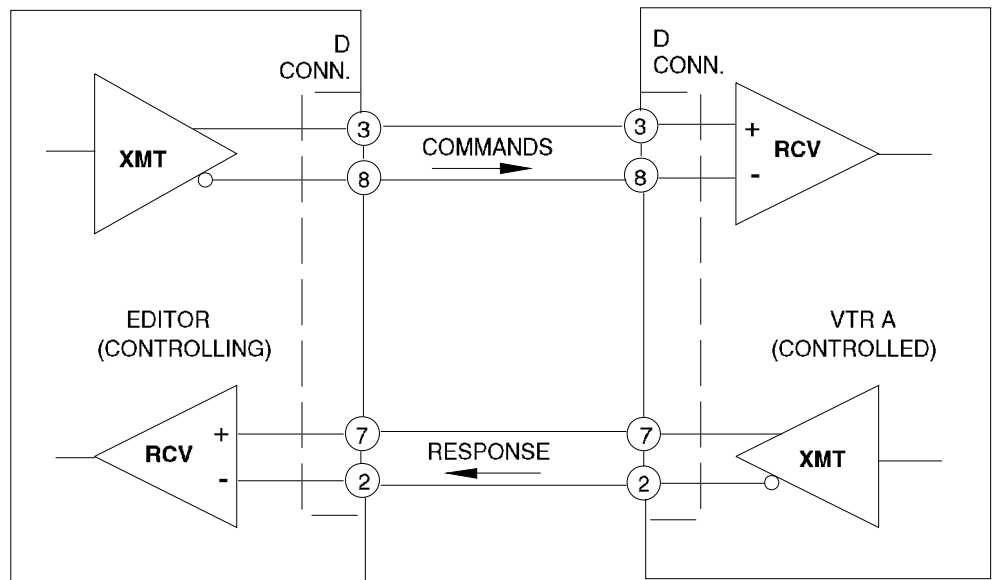 D
CONN.
D
CONN.
3
3
XMT
COMMANDS
+
RCV
8
8
-
EDITOR
(CONTROLLING)
VTR A
(CONTROLLED)
+
7
7
RCV
RESPONSE
XMT
-
2
2